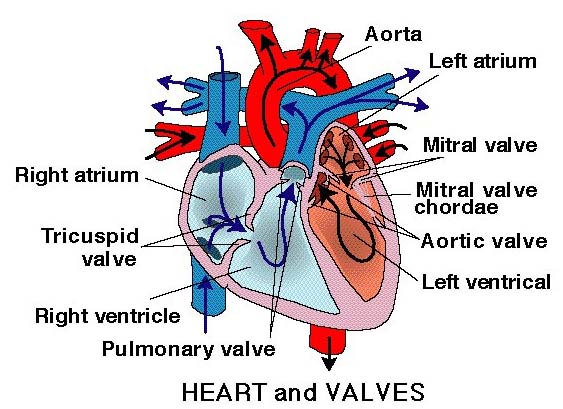 Aorta
Left atrium
Mitral valve
Right atrium
Mitral valve
chordae
Tricuspid
valve
Aortic valve
Left ventrical
Right ventricle
Pulmonary valve
HEART and VALVES